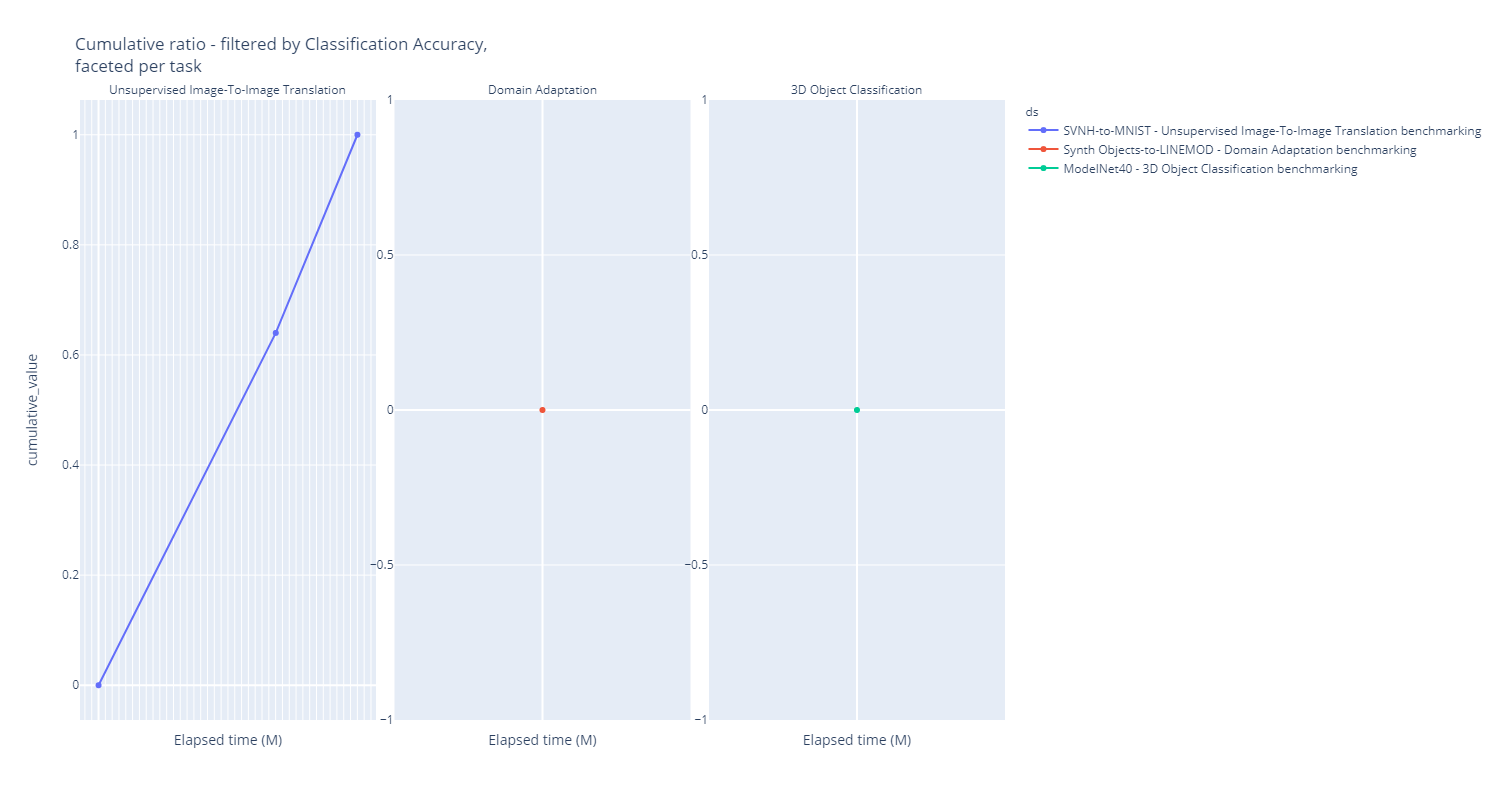 Cumulative ratio - filtered by Classification Accuracy,
faceted per task
Unsupervised Image-To-Image Translation
Domain Adaptation
3D Object Classification
cumulative_value
1
0.8
0.6
0.4
0.2
0
Elapsed time (M)
1
0.5
0
−0.5
−1
Elapsed time (M)
1
0.5
0
−0.5
−1
Elapsed time (M)
ds
SVNH-to-MNIST - Unsupervised Image-To-Image Translation benchmarking
Synth Objects-to-LINEMOD - Domain Adaptation benchmarking
ModelNet40 - 3D Object Classification benchmarking